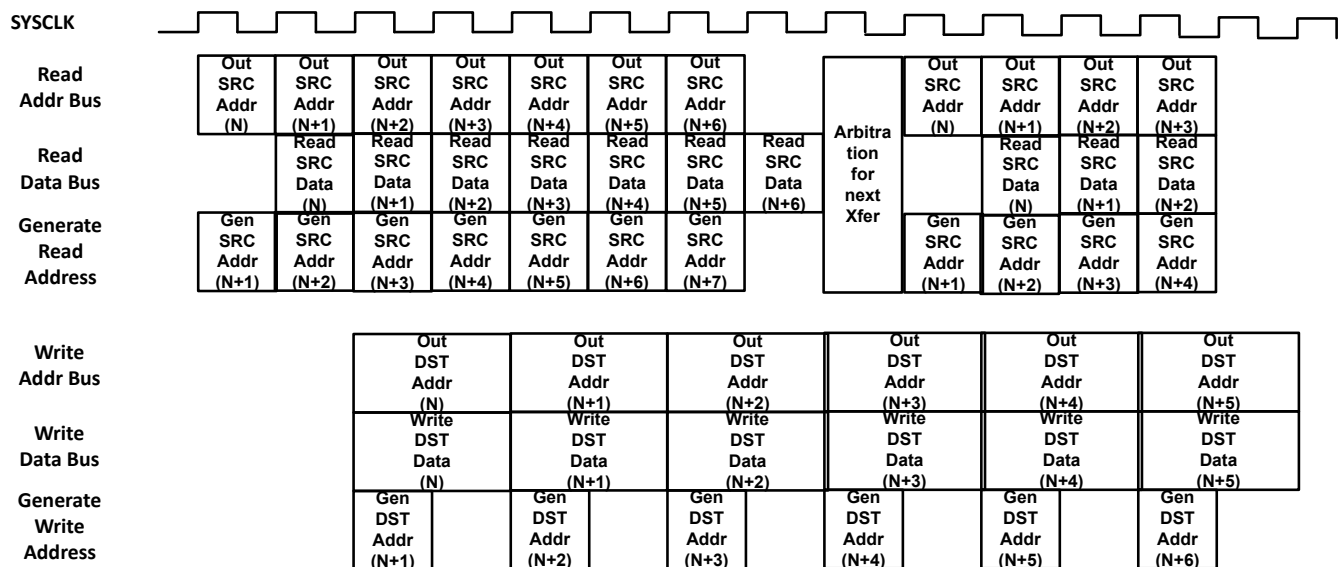 SYSCLK
Read
Addr Bus
Out
SRC
Addr
(N)
Out
SRC
Addr
(N+1)
Out
SRC
Addr
(N+2)
Out
SRC
Addr
(N+3)
Out
SRC
Addr
(N+4)
Out
SRC
Addr
(N+5)
Out
SRC
Addr
(N+6)
Arbitra
tion
for
next
Xfer
Out
SRC
Addr
(N)
Out
SRC
Addr
(N+1)
Out
SRC
Addr
(N+2)
Out
SRC
Addr
(N+3)
Read
Data Bus
Read
SRC
Data
(N)
Read
SRC
Data
(N+1)
Read
SRC
Data
(N+2)
Read
SRC
Data
(N+3)
Read
SRC
Data
(N+4)
Read
SRC
Data
(N+5)
Read
SRC
Data
(N+6)
Read
SRC
Data
(N)
Read
SRC
Data
(N+1)
Read
SRC
Data
(N+2)
Generate
Read
Address
Gen
SRC
Addr
(N+1)
Gen
SRC
Addr
(N+2)
Gen
SRC
Addr
(N+3)
Gen
SRC
Addr
(N+4)
Gen
SRC
Addr
(N+5)
Gen
SRC
Addr
(N+6)
Gen
SRC
Addr
(N+7)
Gen
SRC
Addr
(N+1)
Gen
SRC
Addr
(N+2)
Gen
SRC
Addr
(N+3)
Gen
SRC
Addr
(N+4)
Write
Addr Bus
Out
DST
Addr
(N)
Out
DST
Addr
(N+1)
Out
DST
Addr
(N+2)
Out
DST
Addr
(N+3)
Out
DST
Addr
(N+4)
Out
DST
Addr
(N+5)
Write
Data Bus
Write
DST
Data
(N)
Write
DST
Data
(N+1)
Write
DST
Data
(N+2)
Write
DST
Data
(N+3)
Write
DST
Data
(N+4)
Write
DST
Data
(N+5)
Generate
Write
Address
Gen
DST
Addr
(N+1)
Gen
DST
Addr
(N+2)
Gen
DST
Addr
(N+3)
Gen
DST
Addr
(N+4)
Gen
DST
Addr
(N+5)
Gen
DST
Addr
(N+6)